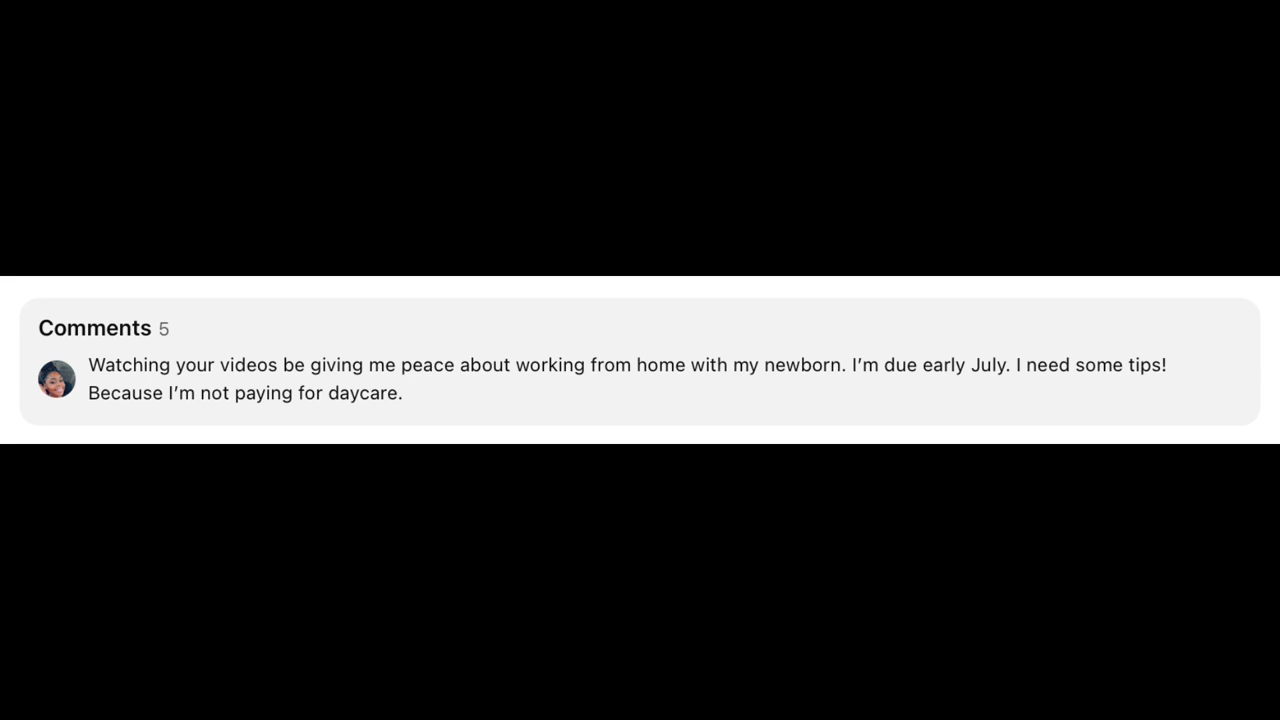 Comments 5
Watching your videos be giving me peace about working from home with my newborn. I’m due early July. I need some tips!
Because I’m not paying for daycare.